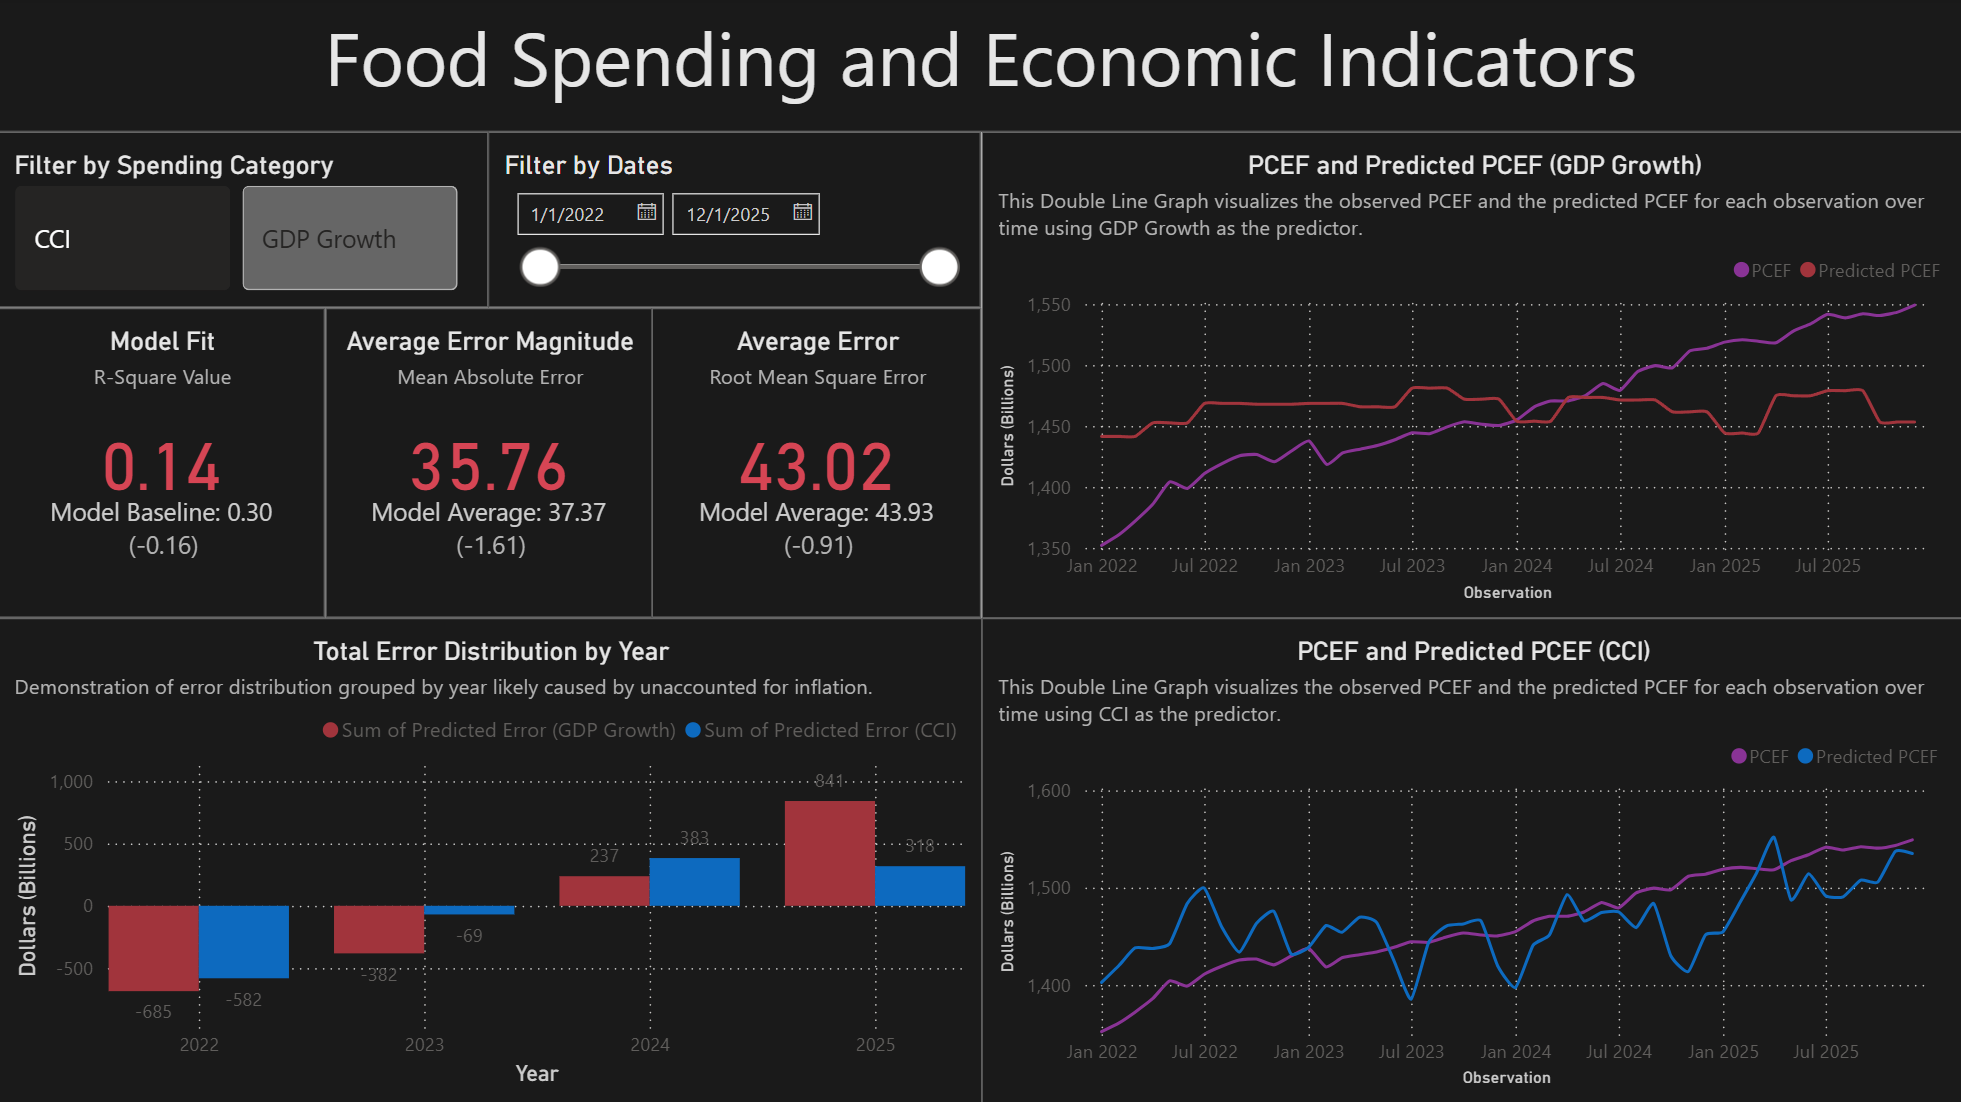 Food Spending and Economic Indicators
Filter by Spending Category
CCI
GDP Growth
Filter by Dates
1/1/2022
12/1/2025
Model Fit
R-Square Value
0.14
Model Baseline: 0.30
(-0.16)
Average Error Magnitude
Mean Absolute Error
35.76
Model Average: 37.37
(-1.61)
Average Error
Root Mean Square Error
43.02
Model Average: 43.93
(-0.91)
PCEF and Predicted PCEF (GDP Growth)
This Double Line Graph visualizes the observed PCEF and the predicted PCEF for each observation over
time using GDP Growth as the predictor.
PCEF Predicted PCEF
Dollars (Billions)
1,550
1,500
1,450
1,400
1,350
Jan 2022 Jul 2022 Jan 2023 Jul 2023 Jan 2024 Jul 2024 Jan 2025 Jul 2025
Observation
Total Error Distribution by Year
Demonstration of error distribution grouped by year likely caused by unaccounted for inflation.
Sum of Predicted Error (GDP Growth) Sum of Predicted Error (CCI)
Dollars (Billions)
1,000
500
0
-500
-685
-582
-382
-69
237
383
841
318
2022 2023 2024 2025
Year
PCEF and Predicted PCEF (CCI)
This Double Line Graph visualizes the observed PCEF and the predicted PCEF for each observation over
time using CCI as the predictor.
PCEF Predicted PCEF
Dollars (Billions)
1,600
1,500
1,400
Jan 2022 Jul 2022 Jan 2023 Jul 2023 Jan 2024 Jul 2024 Jan 2025 Jul 2025
Observation